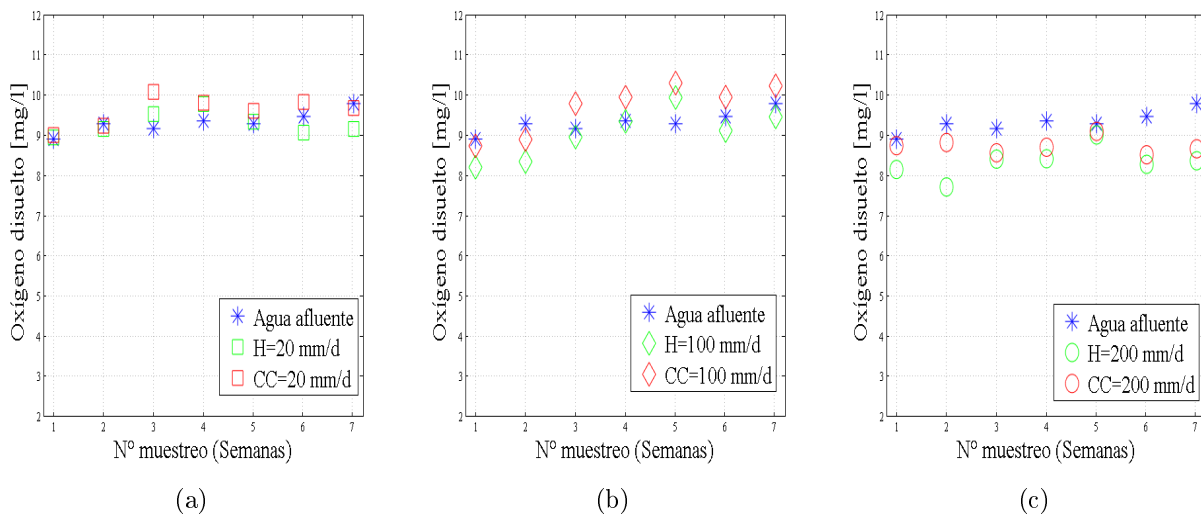 12
11
10
9
8
7
6
5
4
3
2
Oxígeno disuelto [mg/l]
Agua afluente
H=20 mm/d
CC=20 mm/d
1 2 3 4 5 6 7
Nº muestreo (Semanas)
(a)
12
11
10
9
8
7
6
5
4
3
2
Oxígeno disuelto [mg/l]
Agua afluente
H=100 mm/d
CC=100 mm/d
1 2 3 4 5 6 7
Nº muestreo (Semanas)
(b)
12
11
10
9
8
7
6
5
4
3
2
Oxígeno disuelto [mg/l]
Agua afluente
H=200 mm/d
CC=200 mm/d
1 2 3 4 5 6 7
Nº muestreo (Semanas)
(c)